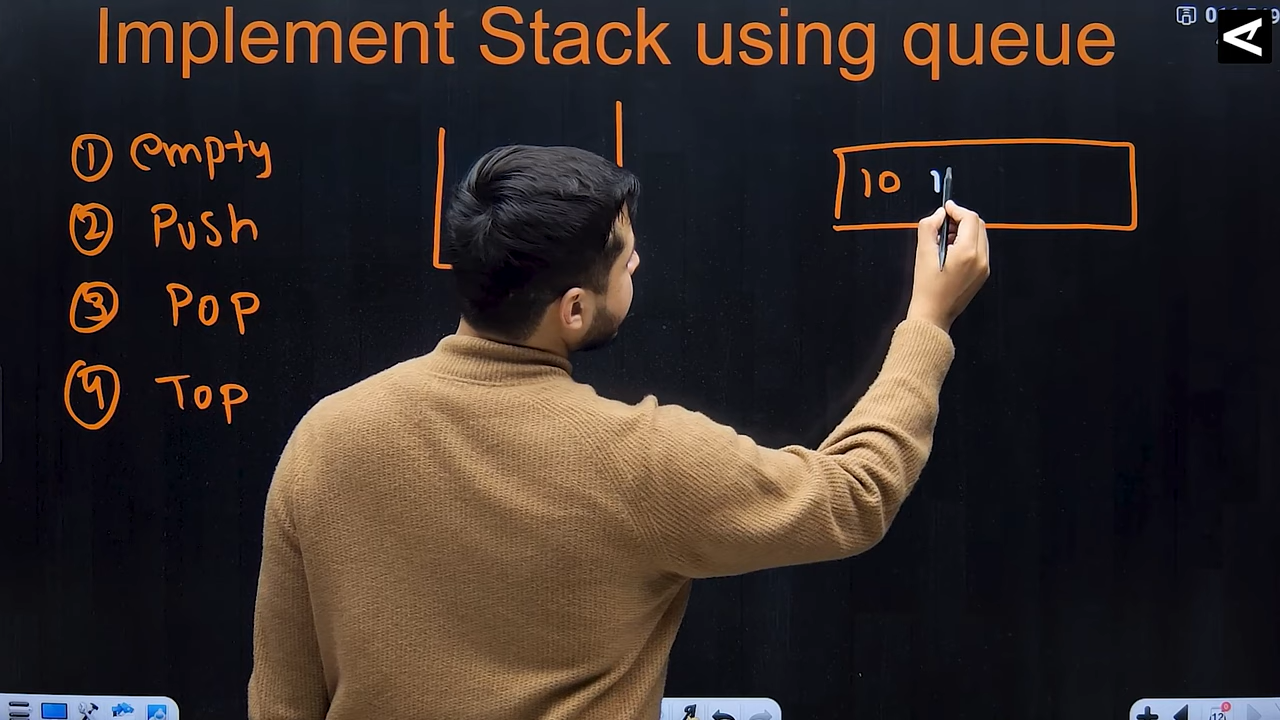 Implement Stack using queue
① empty
② Push
③ Pop
④ Top
10